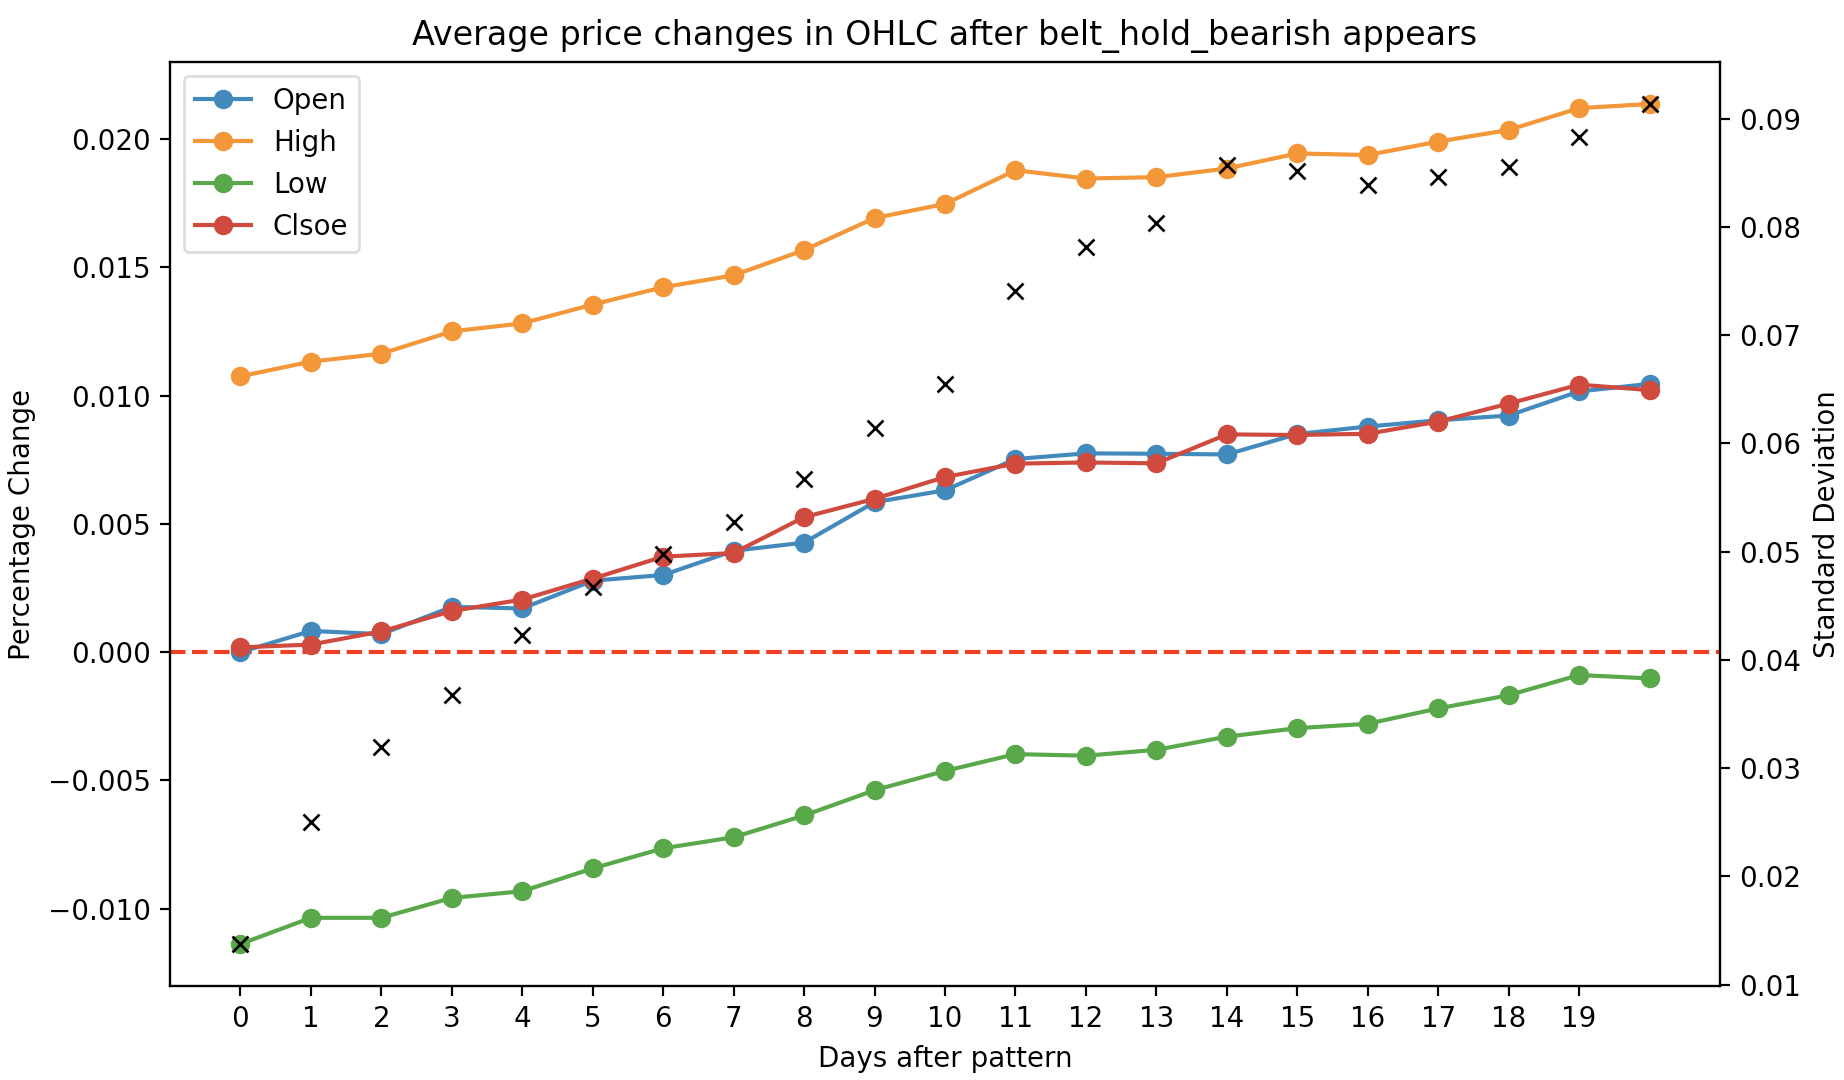 Average price changes in OHLC after belt_hold_bearish appears
Open
High
Low
Clsoe
0.020
0.015
0.010
0.005
0.000
−0.005
−0.010
Percentage Change
0.09
0.08
0.07
0.06
0.05
0.04
0.03
0.02
0.01
Standard Deviation
0 1 2 3 4 5 6 7 8 9 10 11 12 13 14 15 16 17 18 19
Days after pattern